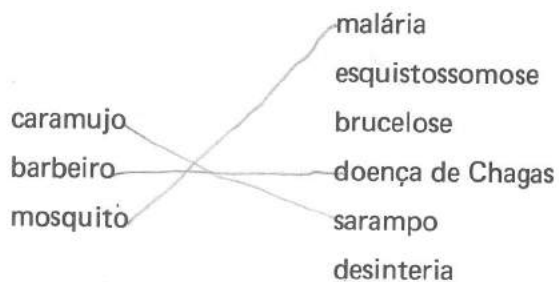 malária
esquistossomose
caramujo
brucelose
barbeiro
doença de Chagas
mosquito
sarampo
desinteria